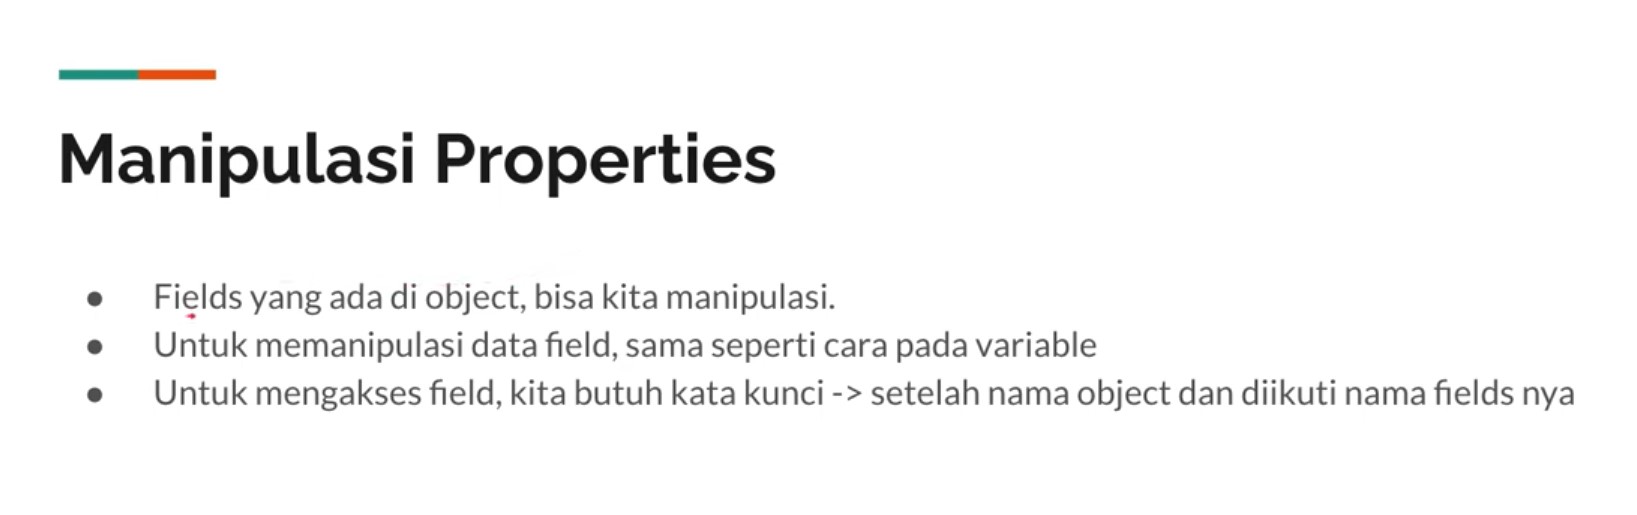 Manipulasi Properties
● Fields yang ada di object, bisa kita manipulasi.
● Untuk memanipulasi data field, sama seperti cara pada variable
● Untuk mengakses field, kita butuh kata kunci -> setelah nama object dan diikuti nama fields nya